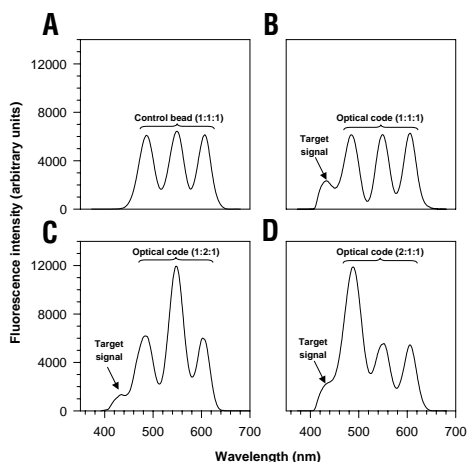 A
B
Fluorescence intensity (arbitrary units)
12000
8000
4000
0
Control bead (1:1:1)
Optical code (1:1:1)
Target
signal
C
D
12000
8000
4000
0
Optical code (1:2:1)
Target
signal
Optical code (2:1:1)
Target
signal
400 500 600 700
400 500 600 700
Wavelength (nm)